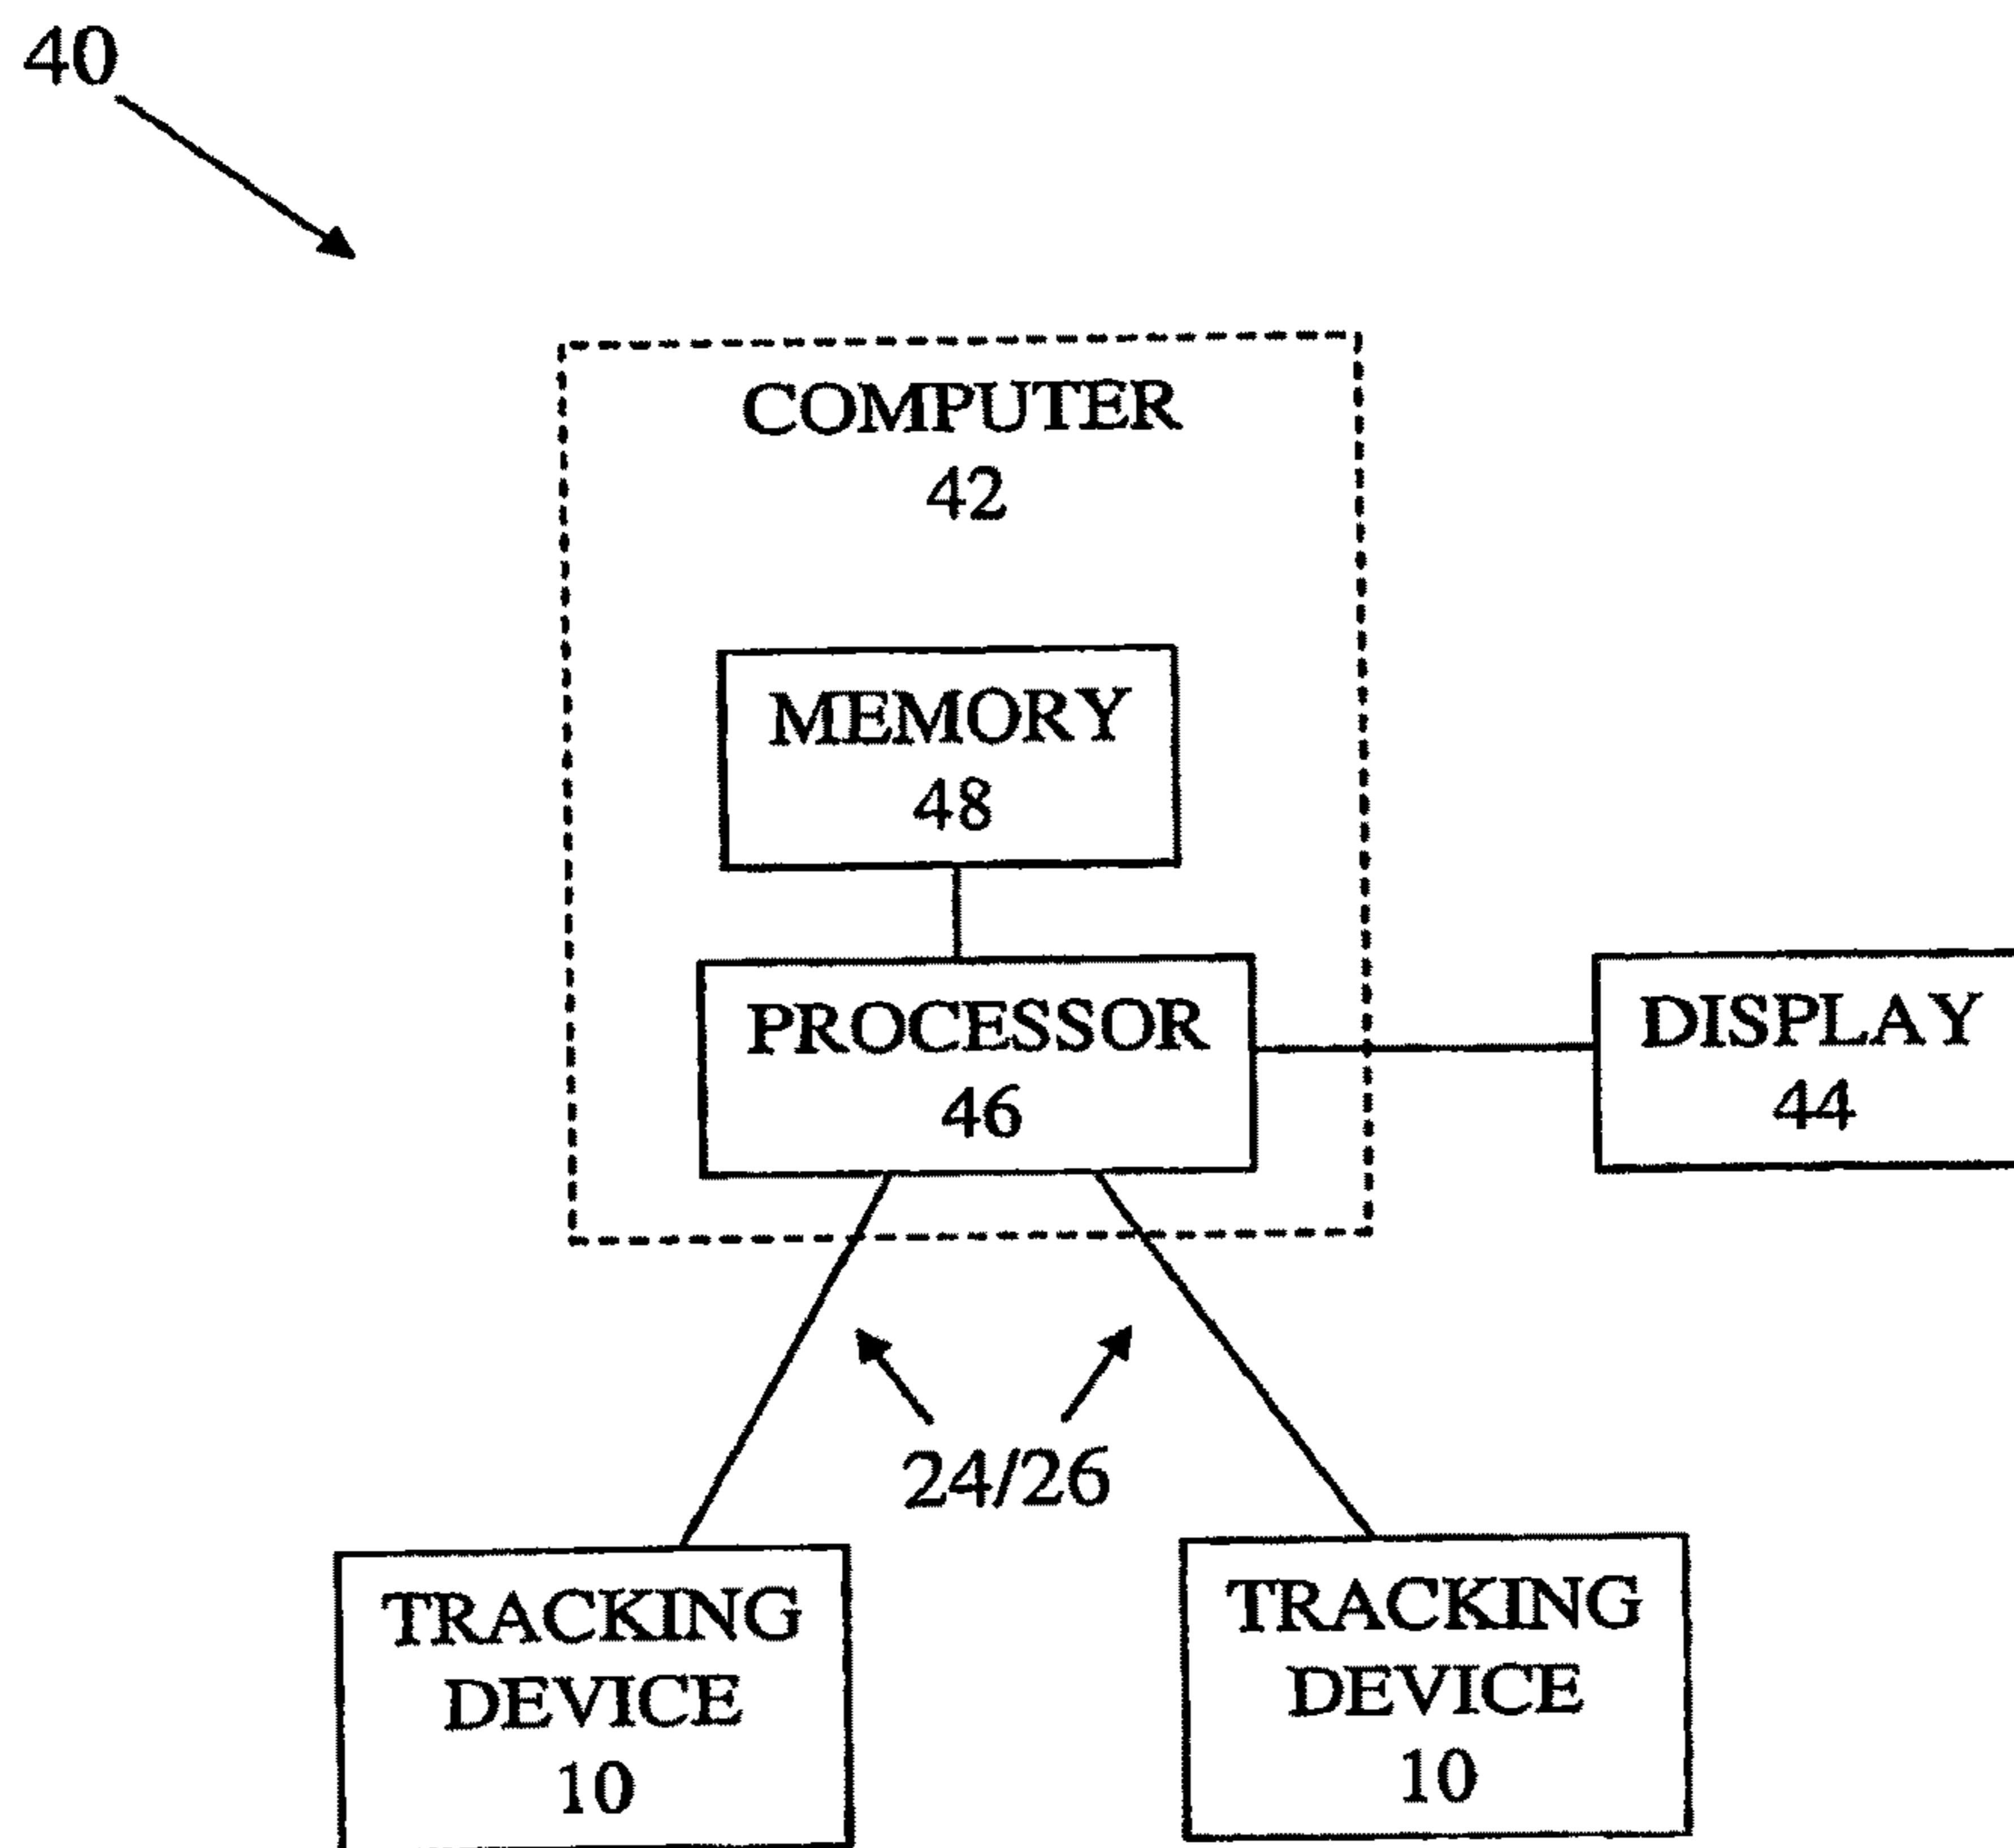 40
COMPUTER
42
MEMORY
48
PROCESSOR
46
DISPLAY
44
24/26
TRACKING
DEVICE
10
TRACKING
DEVICE
10